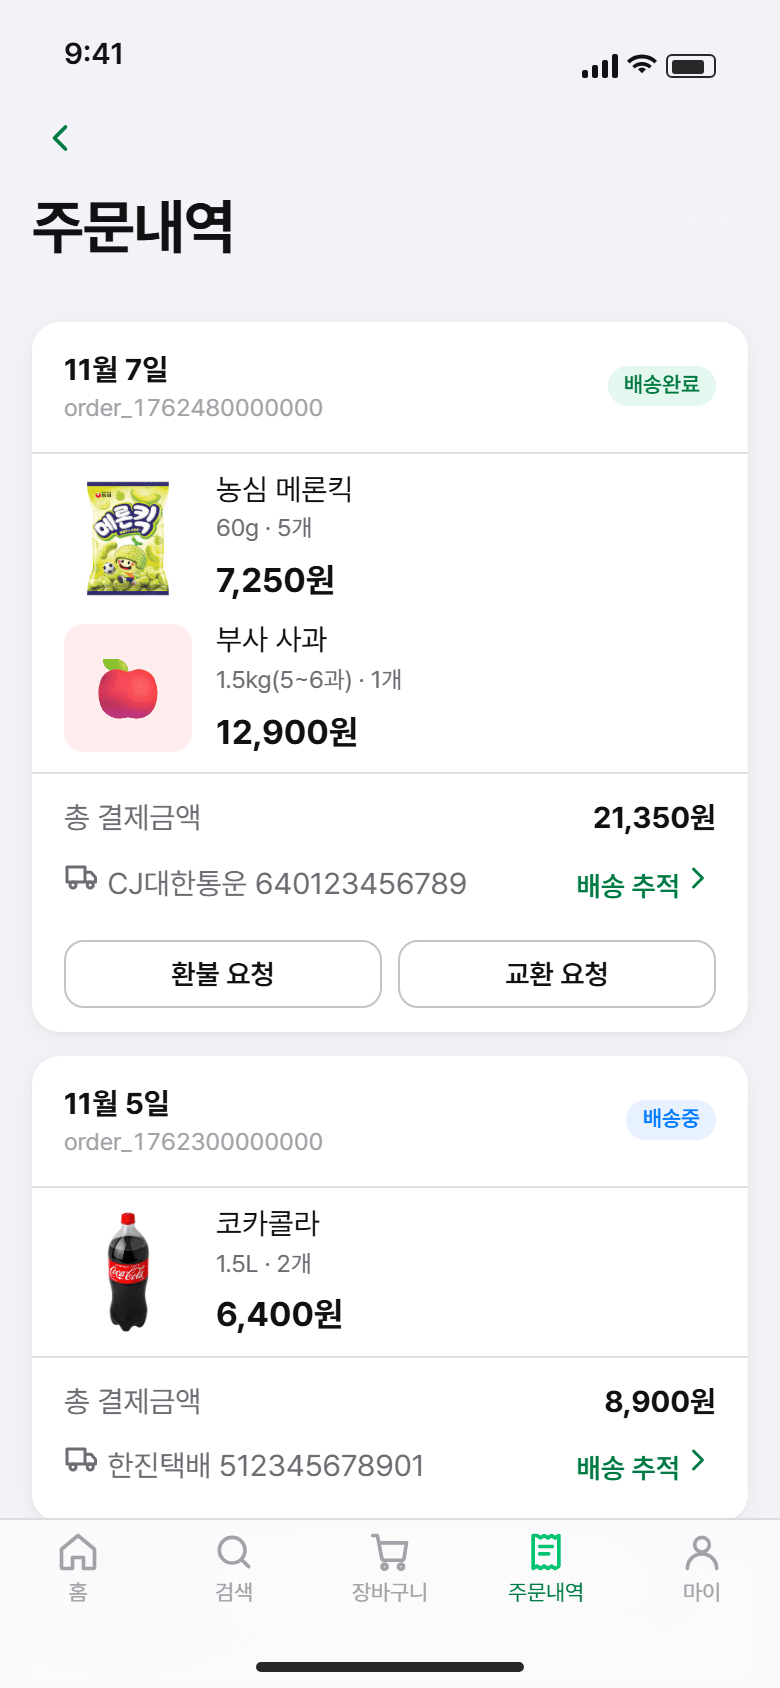 9:41
주문내역
11월 7일
배송완료
order_1762480000000
메론킥
농심 메론킥
60g · 5개
7,250원
부사 사과
1.5kg(5~6과) · 1개
12,900원
총 결제금액
21,350원
CJ대한통운 640123456789
배송 추적
환불 요청
교환 요청
11월 5일
배송중
order_1762300000000
Coca-Cola
코카콜라
1.5L · 2개
6,400원
총 결제금액
8,900원
한진택배 512345678901
배송 추적
홈
검색
장바구니
주문내역
마이